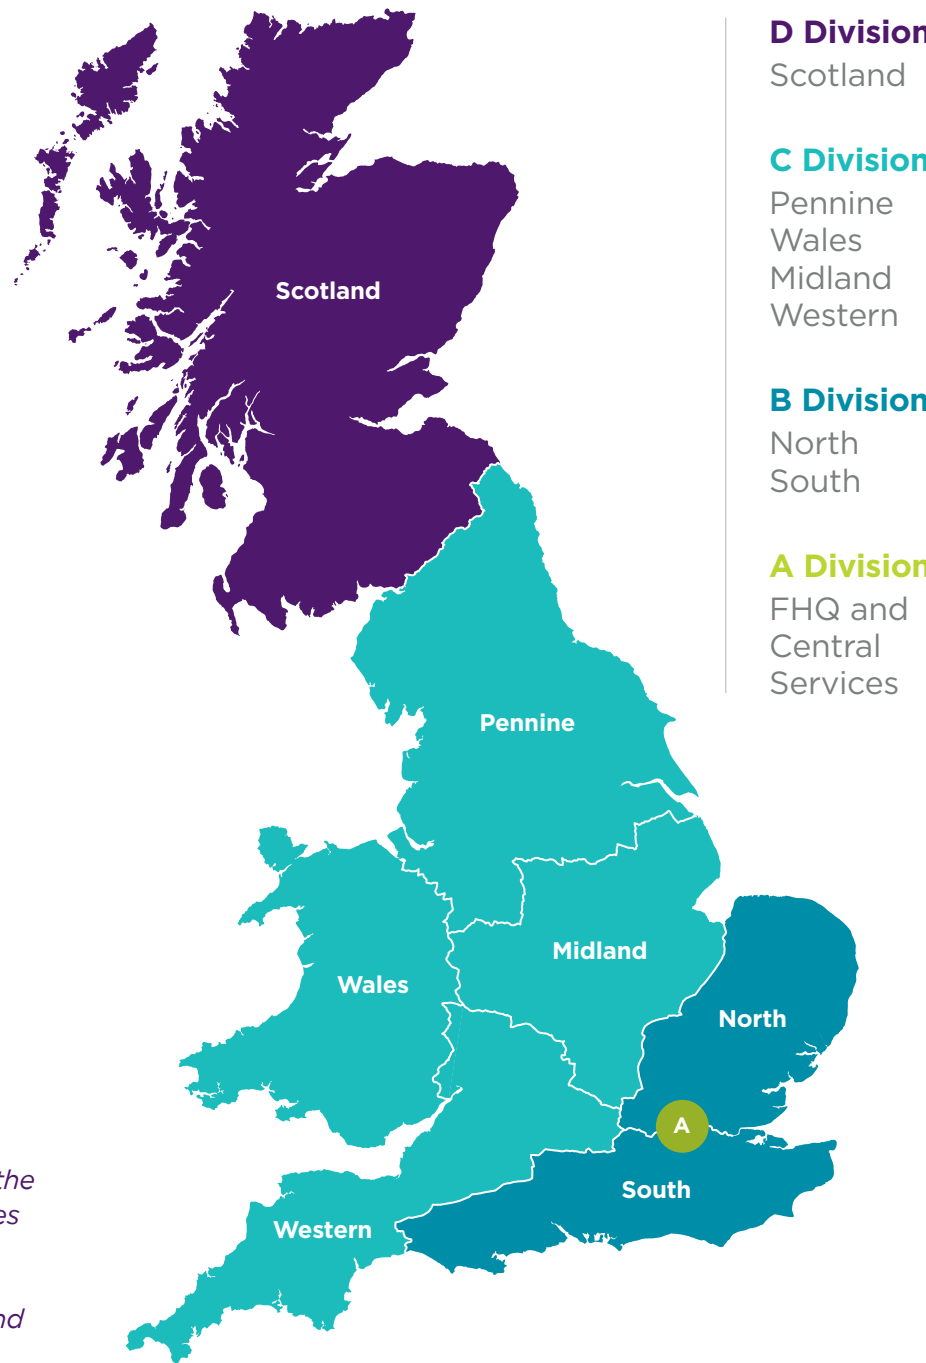 D Division
Scotland
C Division
Pennine
Wales
Midland
Western
B Division
North
South
A Division
FHQ and
Central
Services
Scotland
Pennine
Midland
Wales
North
A
South
Western
the